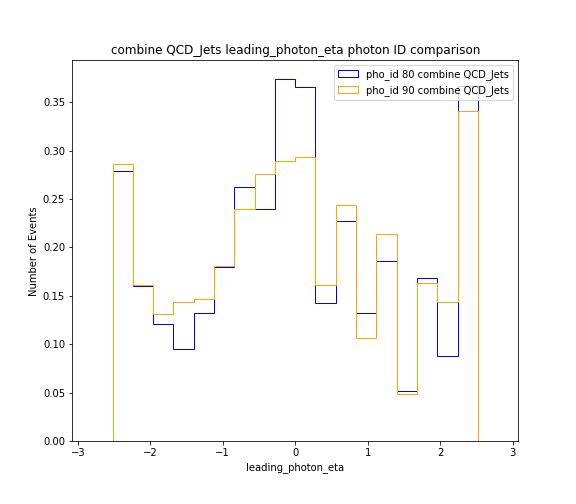 combine QCD_Jets leading_photon_eta photon ID comparison
pho_id 80 combine QCD_Jets
pho_id 90 combine QCD_Jets
Number of Events
0.35
0.30
0.25
0.20
0.15
0.10
0.05
0.00
−3 −2 −1 0 1 2 3
leading_photon_eta